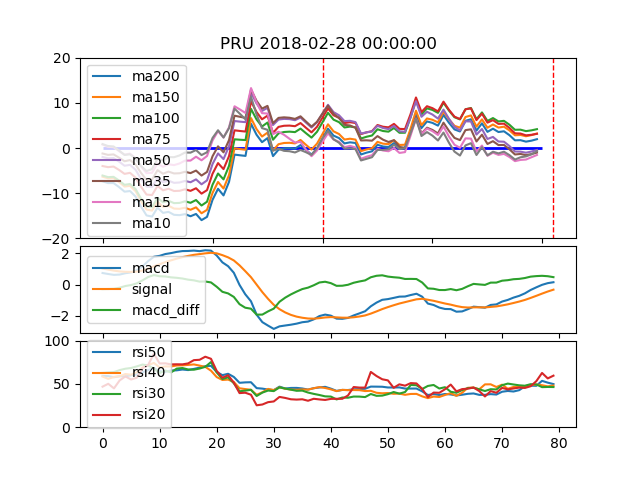 PRU 2018-02-28 00:00:00
20
10
0
−10
−20
ma200
ma150
ma100
ma75
ma50
ma35
ma15
ma10
2
0
−2
macd
signal
macd_diff
100
50
0
rsi50
rsi40
rsi30
rsi20
0 10 20 30 40 50 60 70 80